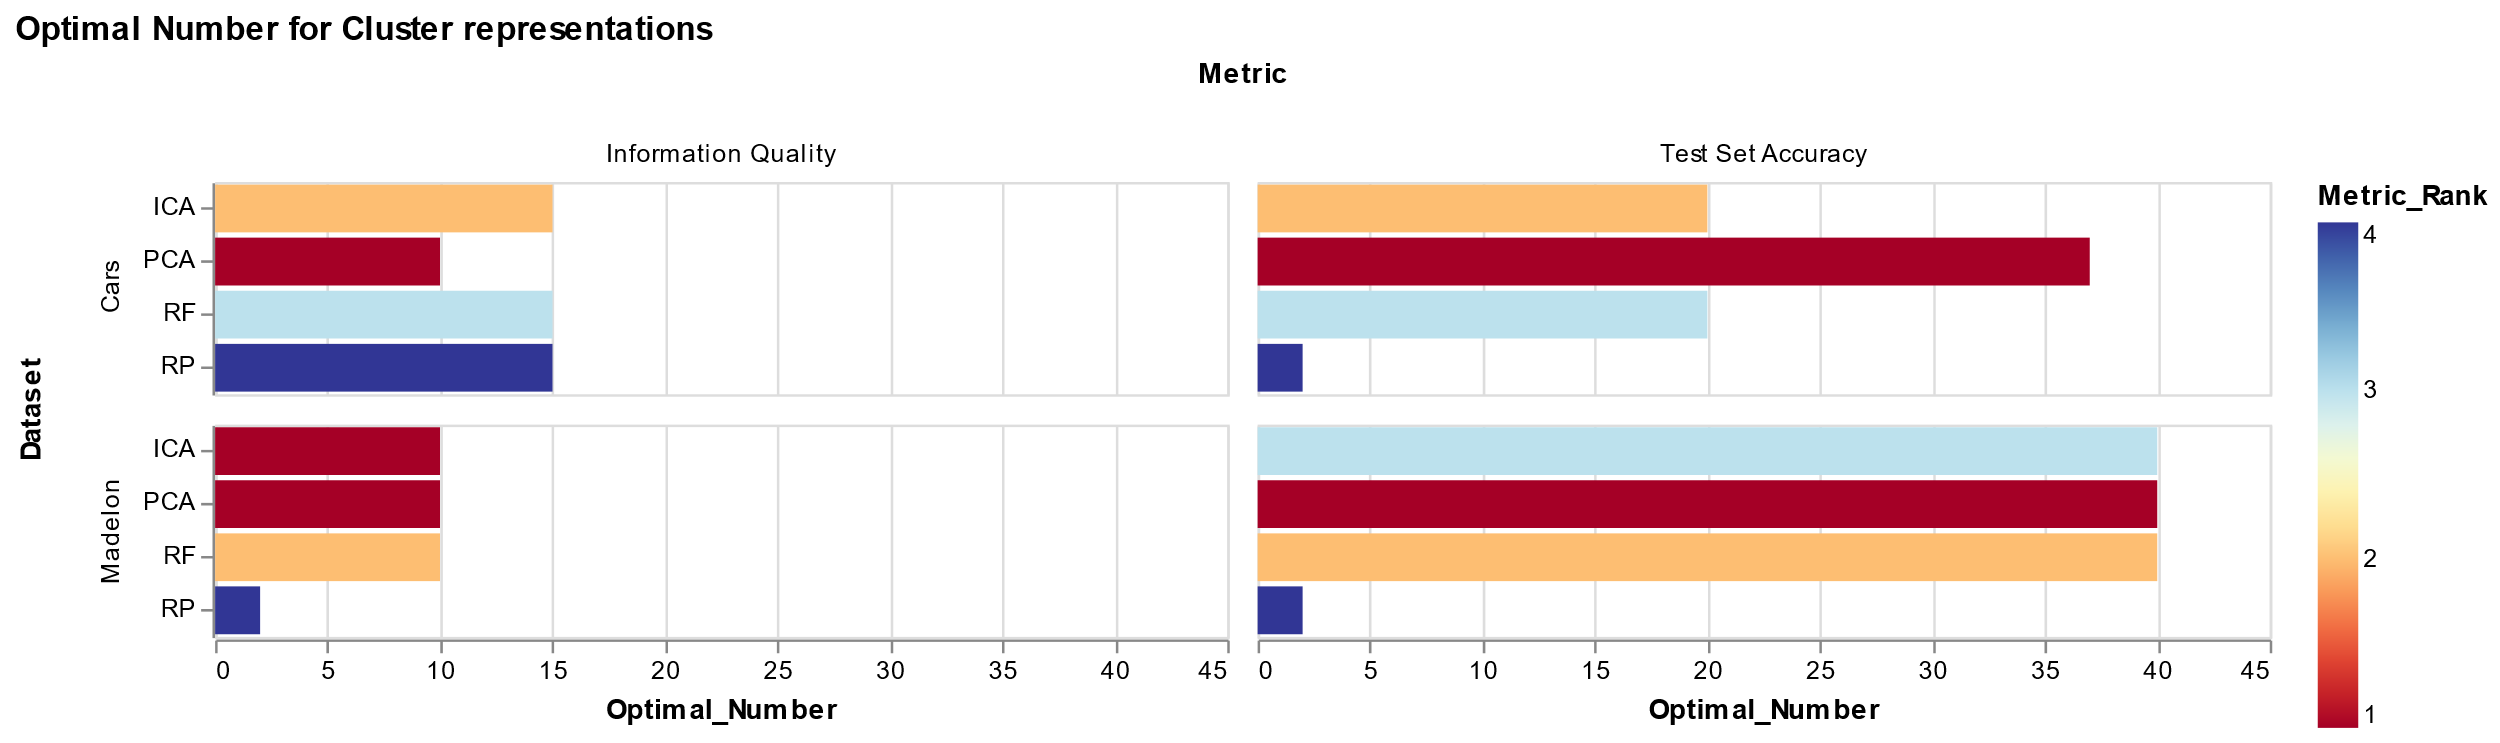 Optimal Number for Cluster representations
Metric
Information Quality
Test Set Accuracy
Metric_Rank
4
3
2
1
Dataset
Cars
ICA
PCA
RF
RP
Madelon
ICA
PCA
RF
RP
0 5 10 15 20 25 30 35 40 45
0 5 10 15 20 25 30 35 40 45
Optimal_Number
Optimal_Number